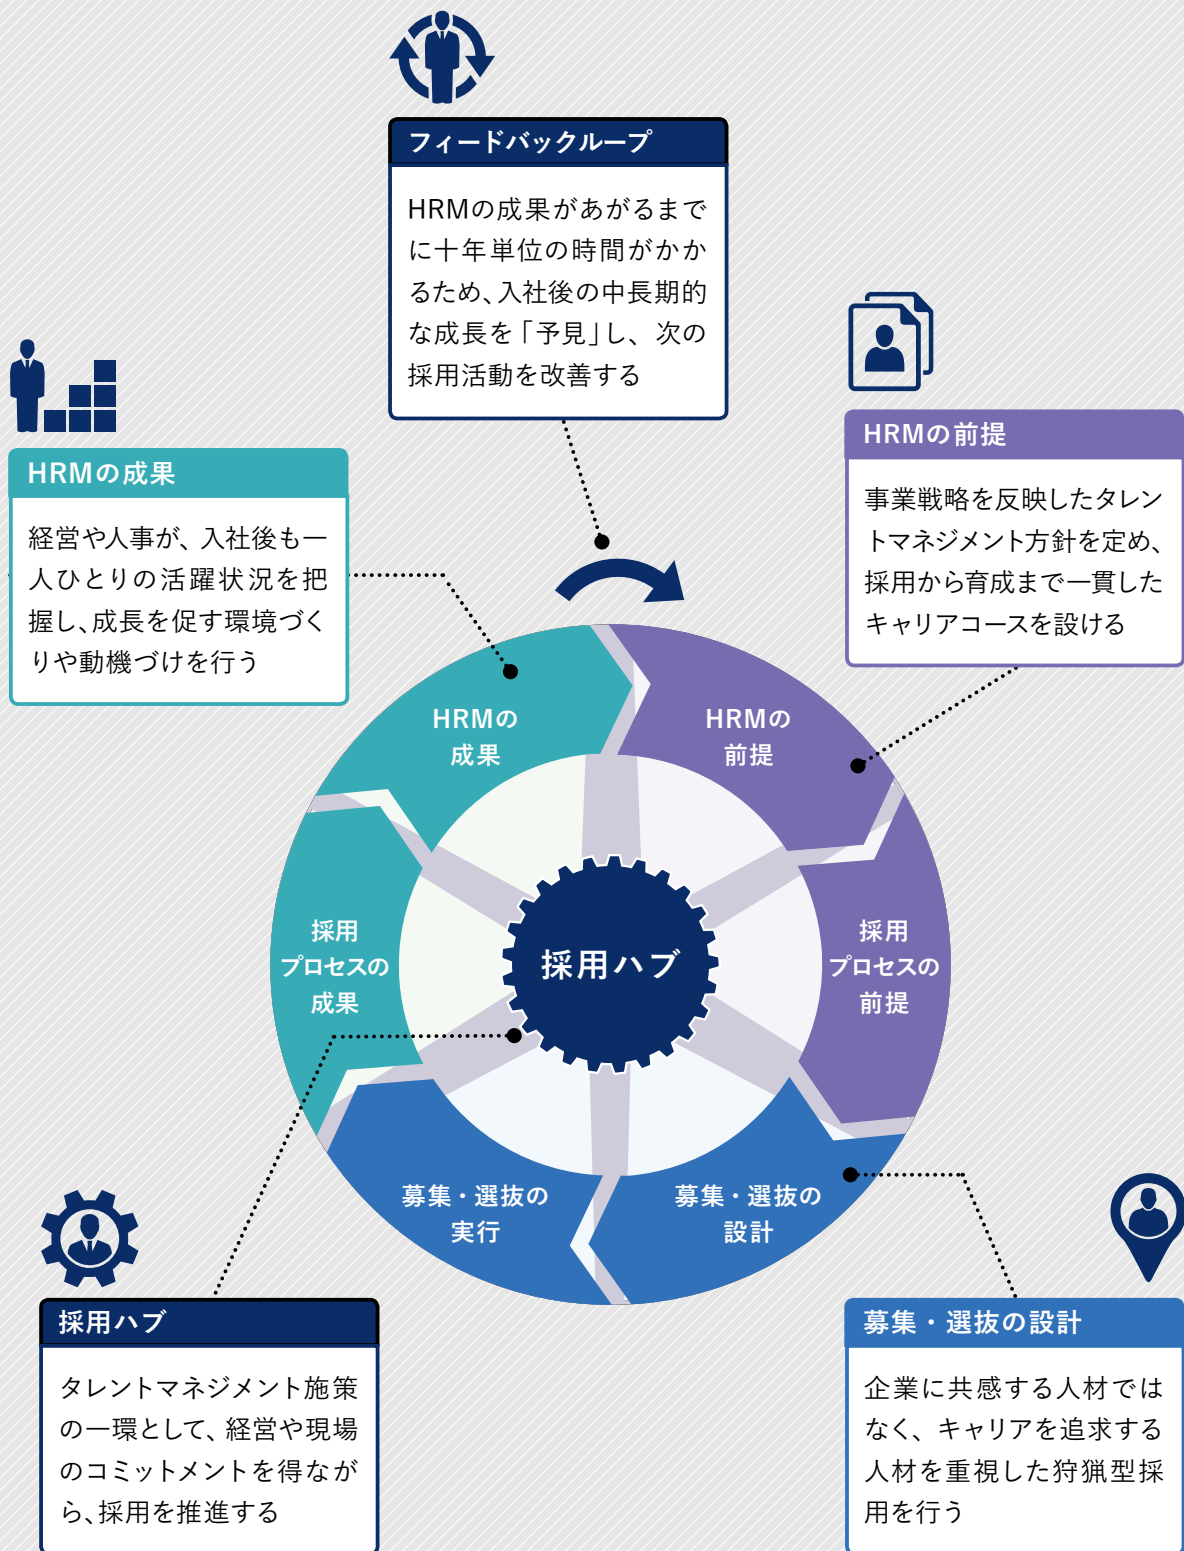 フィードバックループ
HRMの成果があがるまで
に十年単位の時間がかか
るため、入社後の中長期的
な成長を「予見」し、次の
採用活動を改善する
HRMの成果
経営や人事が、入社後も一
人ひとりの活躍状況を把
握し、成長を促す環境づく
りや動機づけを行う
HRMの前提
事業戦略を反映したタレン
トマネジメント方針を定め、
採用から育成まで一貫した
キャリアコースを設ける
HRMの
成果
HRMの
前提
採用
プロセスの
成果
採用ハブ
採用
プロセスの
前提
募集・選抜の
実行
募集・選抜の
設計
採用ハブ
タレントマネジメント施策
の一環として、経営や現場
のコミットメントを得なが
ら、採用を推進する
募集・選抜の設計
企業に共感する人材では
なく、キャリアを追求する
人材を重視した狩猟型採
用を行う